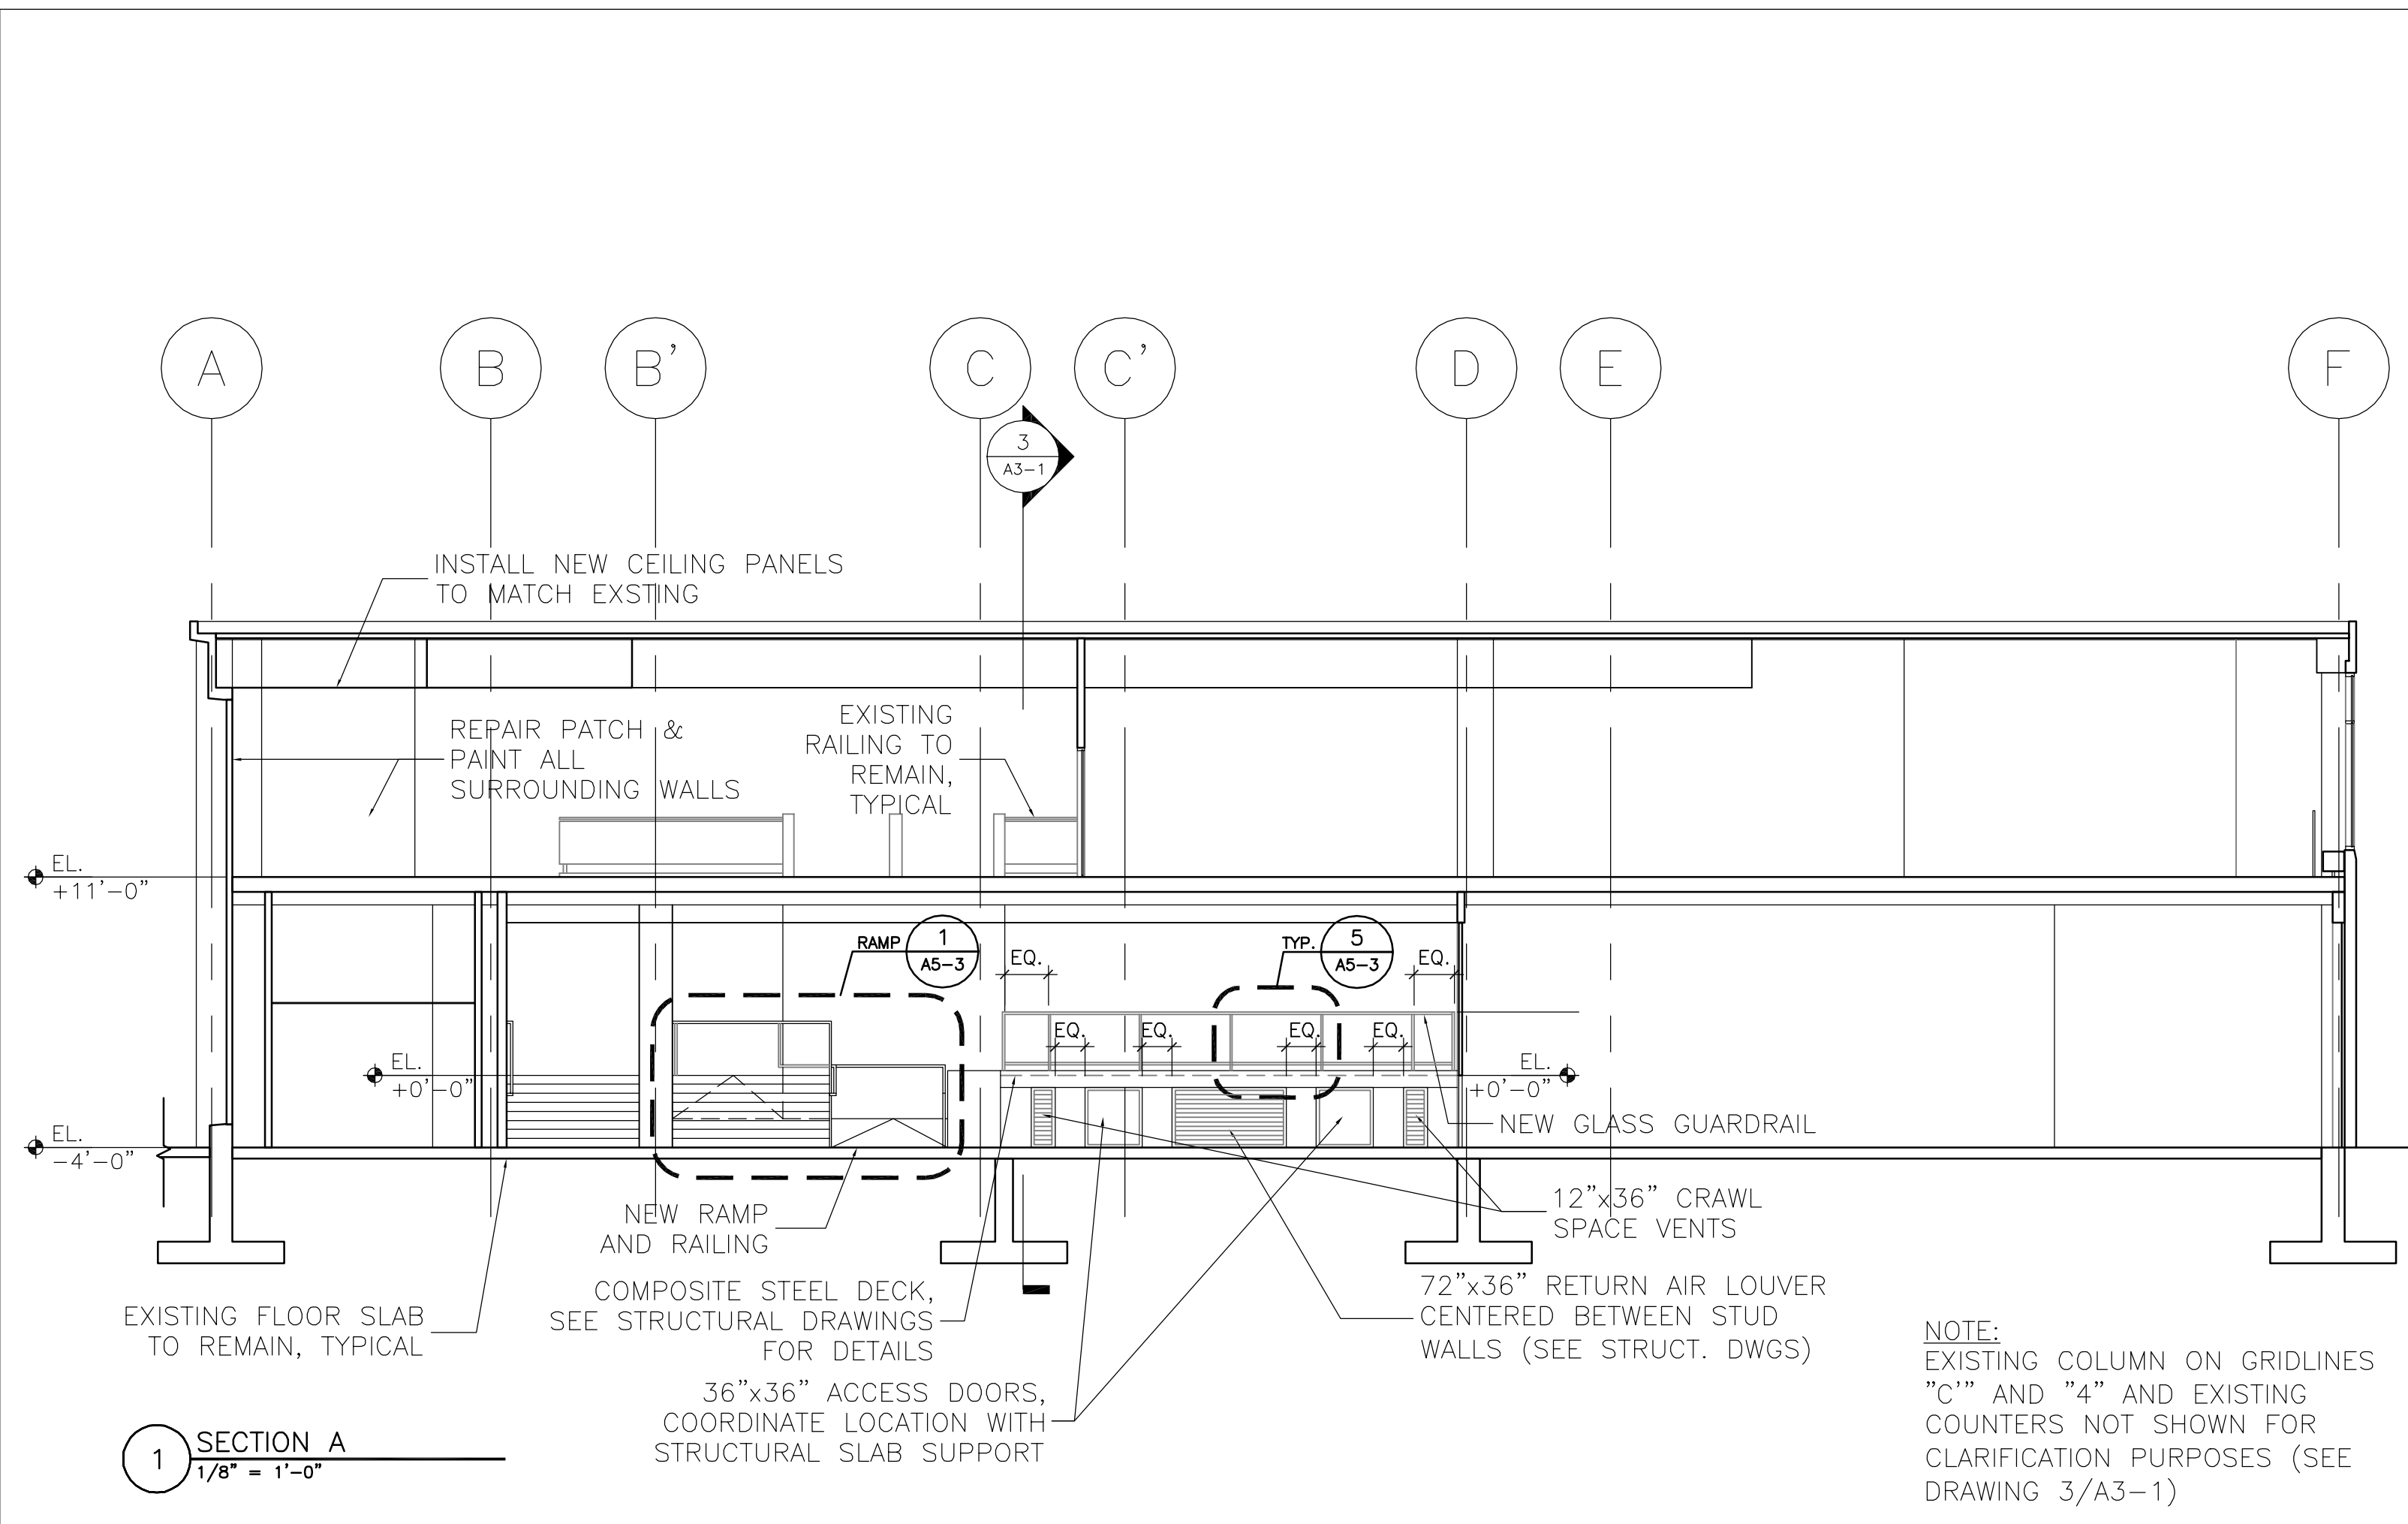 A
B
B'
C
C'
D
E
F
3
A3-1
INSTALL NEW CEILING PANELS
TO MATCH EXSTING
REPAIR PATCH &
PAINT ALL
SURROUNDING WALLS
EXISTING
RAILING TO
REMAIN,
TYPICAL
EL.
+11'-0"
RAMP
1
A5-3
EQ.
TYP.
5
A5-3
EQ.
EQ.
EQ.
EQ.
EQ.
EL.
+0'-0"
EL.
+0'-0"
NEW GLASS GUARDRAIL
EL.
-4'-0"
NEW RAMP
AND RAILING
12"x36" CRAWL
SPACE VENTS
COMPOSITE STEEL DECK,
SEE STRUCTURAL DRAWINGS
FOR DETAILS
72"x36" RETURN AIR LOUVER
CENTERED BETWEEN STUD
WALLS (SEE STRUCT. DWGS)
EXISTING FLOOR SLAB
TO REMAIN, TYPICAL
36"x36" ACCESS DOORS,
COORDINATE LOCATION WITH
STRUCTURAL SLAB SUPPORT
NOTE:
EXISTING COLUMN ON GRIDLINES
"C'" AND "4" AND EXISTING
COUNTERS NOT SHOWN FOR
CLARIFICATION PURPOSES (SEE
DRAWING 3/A3-1)
1
SECTION A
1/8" = 1'-0"